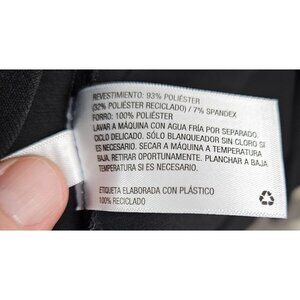 REVESTIMIENTO: 93% POLIÉSTER
(32% POLIÉSTER RECICLADO) / 7% SPANDEX
FORRO: 100% POLIÉSTER
LAVAR A MÁQUINA CON AGUA FRÍA POR SEPARADO.
CICLO DELICADO. SÓLO BLANQUEADOR SIN CLORO SI
ES NECESARIO. SECAR A MÁQUINA A TEMPERATURA
BAJA. RETIRAR OPORTUNAMENTE. PLANCHAR A BAJA
TEMPERATURA SI ES NECESARIO.
ETIQUETA ELABORADA CON PLÁSTICO
100% RECICLADO